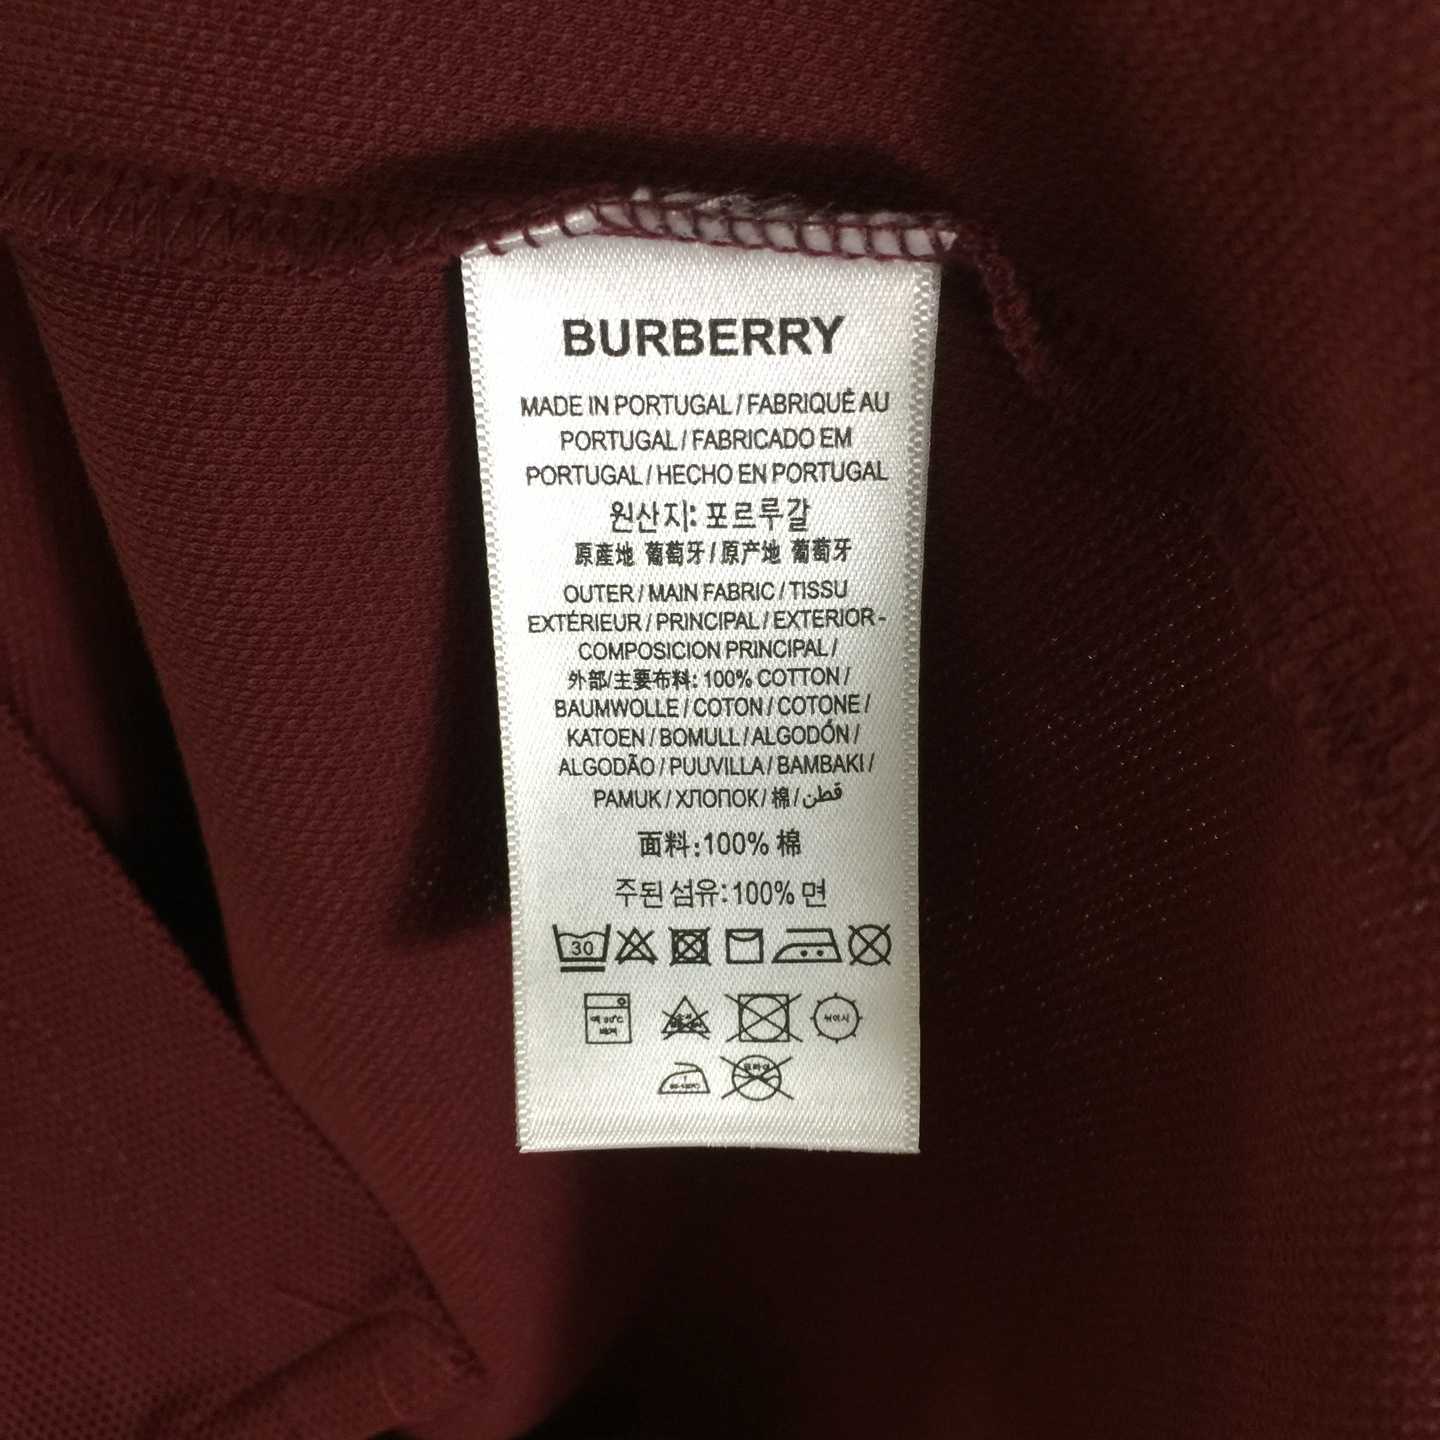 BURBERRY
MADE IN PORTUGAL / FABRIQUÉ AU
PORTUGAL / FABRICADO EM
PORTUGAL / HECHO EN PORTUGAL
원산지: 포르루갈
原産地 葡萄牙 / 原产地 葡萄牙
OUTER / MAIN FABRIC / TISSU
EXTÉRIEUR / PRINCIPAL / EXTERIOR -
COMPOSICION PRINCIPAL /
外部/主要布料: 100% COTTON /
BAUMWOLLE / COTON / COTONE /
KATOEN / BOMULL / ALGODÓN /
ALGODÃO / PUUVILLA / BAMBAKI /
PAMUK / ХЛОПОК / 棉 / قطن
面料: 100% 棉
주된 섬유: 100% 면
30